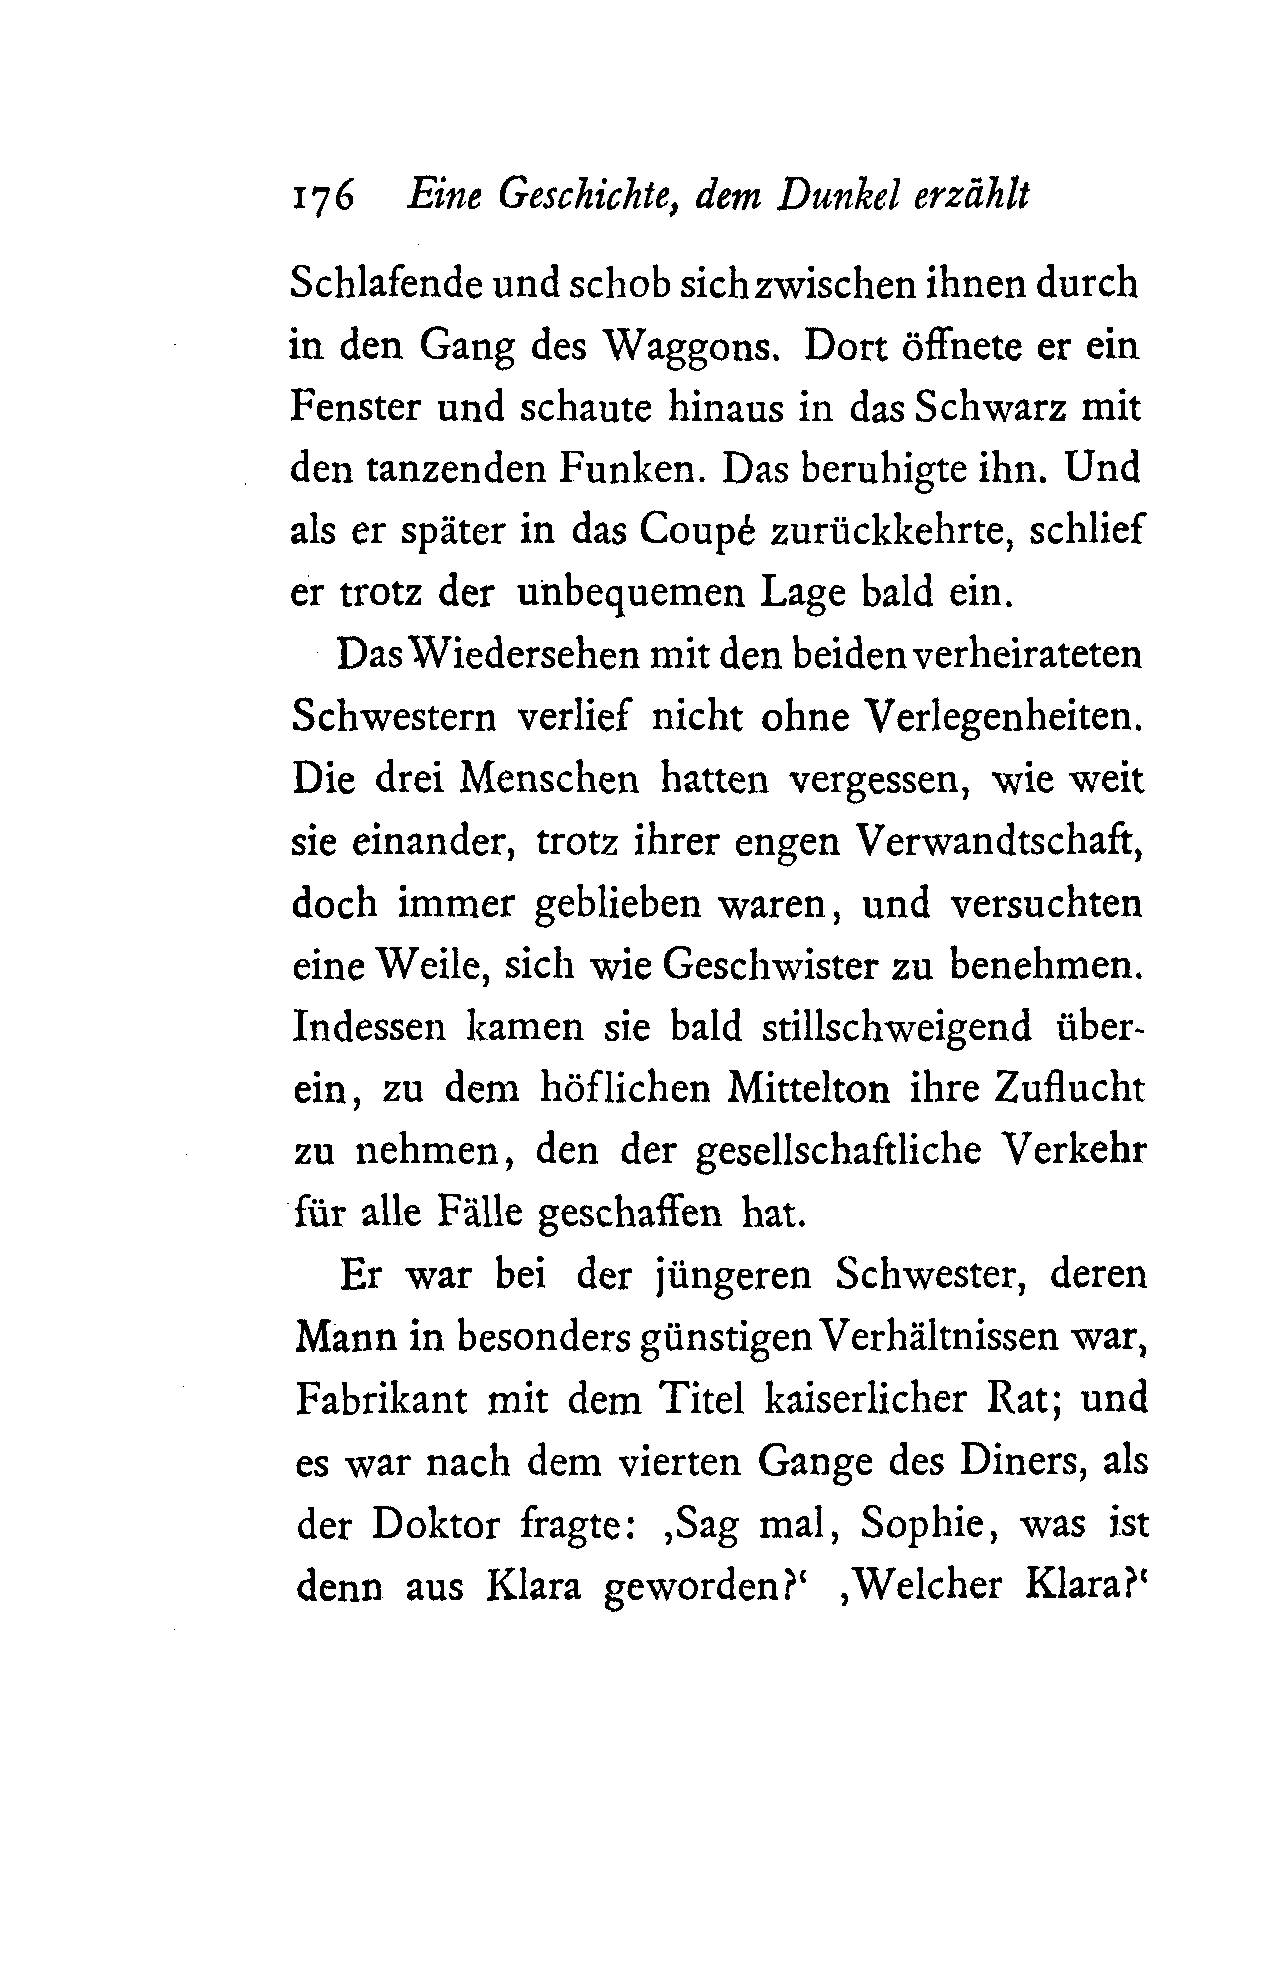 176 Eine Geschichte, dem Dunkel erzählt
Schlafende und schob sich zwischen ihnen durch
in den Gang des Waggons. Dort öffnete er ein
Fenster und schaute hinaus in das Schwarz mit
den tanzenden Funken. Das beruhigte ihn. Und
als er später in das Coupé zurückkehrte, schlief
er trotz der unbequemen Lage bald ein.
Das Wiedersehen mit den beiden verheirateten
Schwestern verlief nicht ohne Verlegenheiten.
Die drei Menschen hatten vergessen, wie weit
sie einander, trotz ihrer engen Verwandtschaft,
doch immer geblieben waren, und versuchten
eine Weile, sich wie Geschwister zu benehmen.
Indessen kamen sie bald stillschweigend über-
ein, zu dem höflichen Mittelton ihre Zuflucht
zu nehmen, den der gesellschaftliche Verkehr
für alle Fälle geschaffen hat.
Er war bei der jüngeren Schwester, deren
Mann in besonders günstigen Verhältnissen war,
Fabrikant mit dem Titel kaiserlicher Rat; und
es war nach dem vierten Gange des Diners, als
der Doktor fragte: ‚Sag mal, Sophie, was ist
denn aus Klara geworden?‘ ‚Welcher Klara?‘